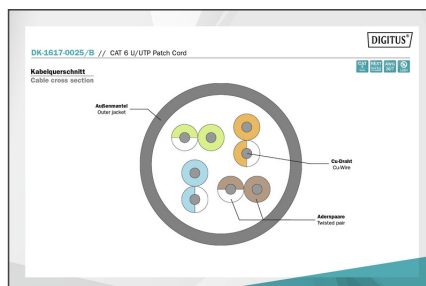 DIGITUS®
DK-1617-0025/B // CAT 6 U/UTP Patch Cord
Kabelquerschnitt
Cable cross section
Außenmantel
Outer jacket
Cu-Draht
Cu-Wire
Adernpaare
Twisted pair